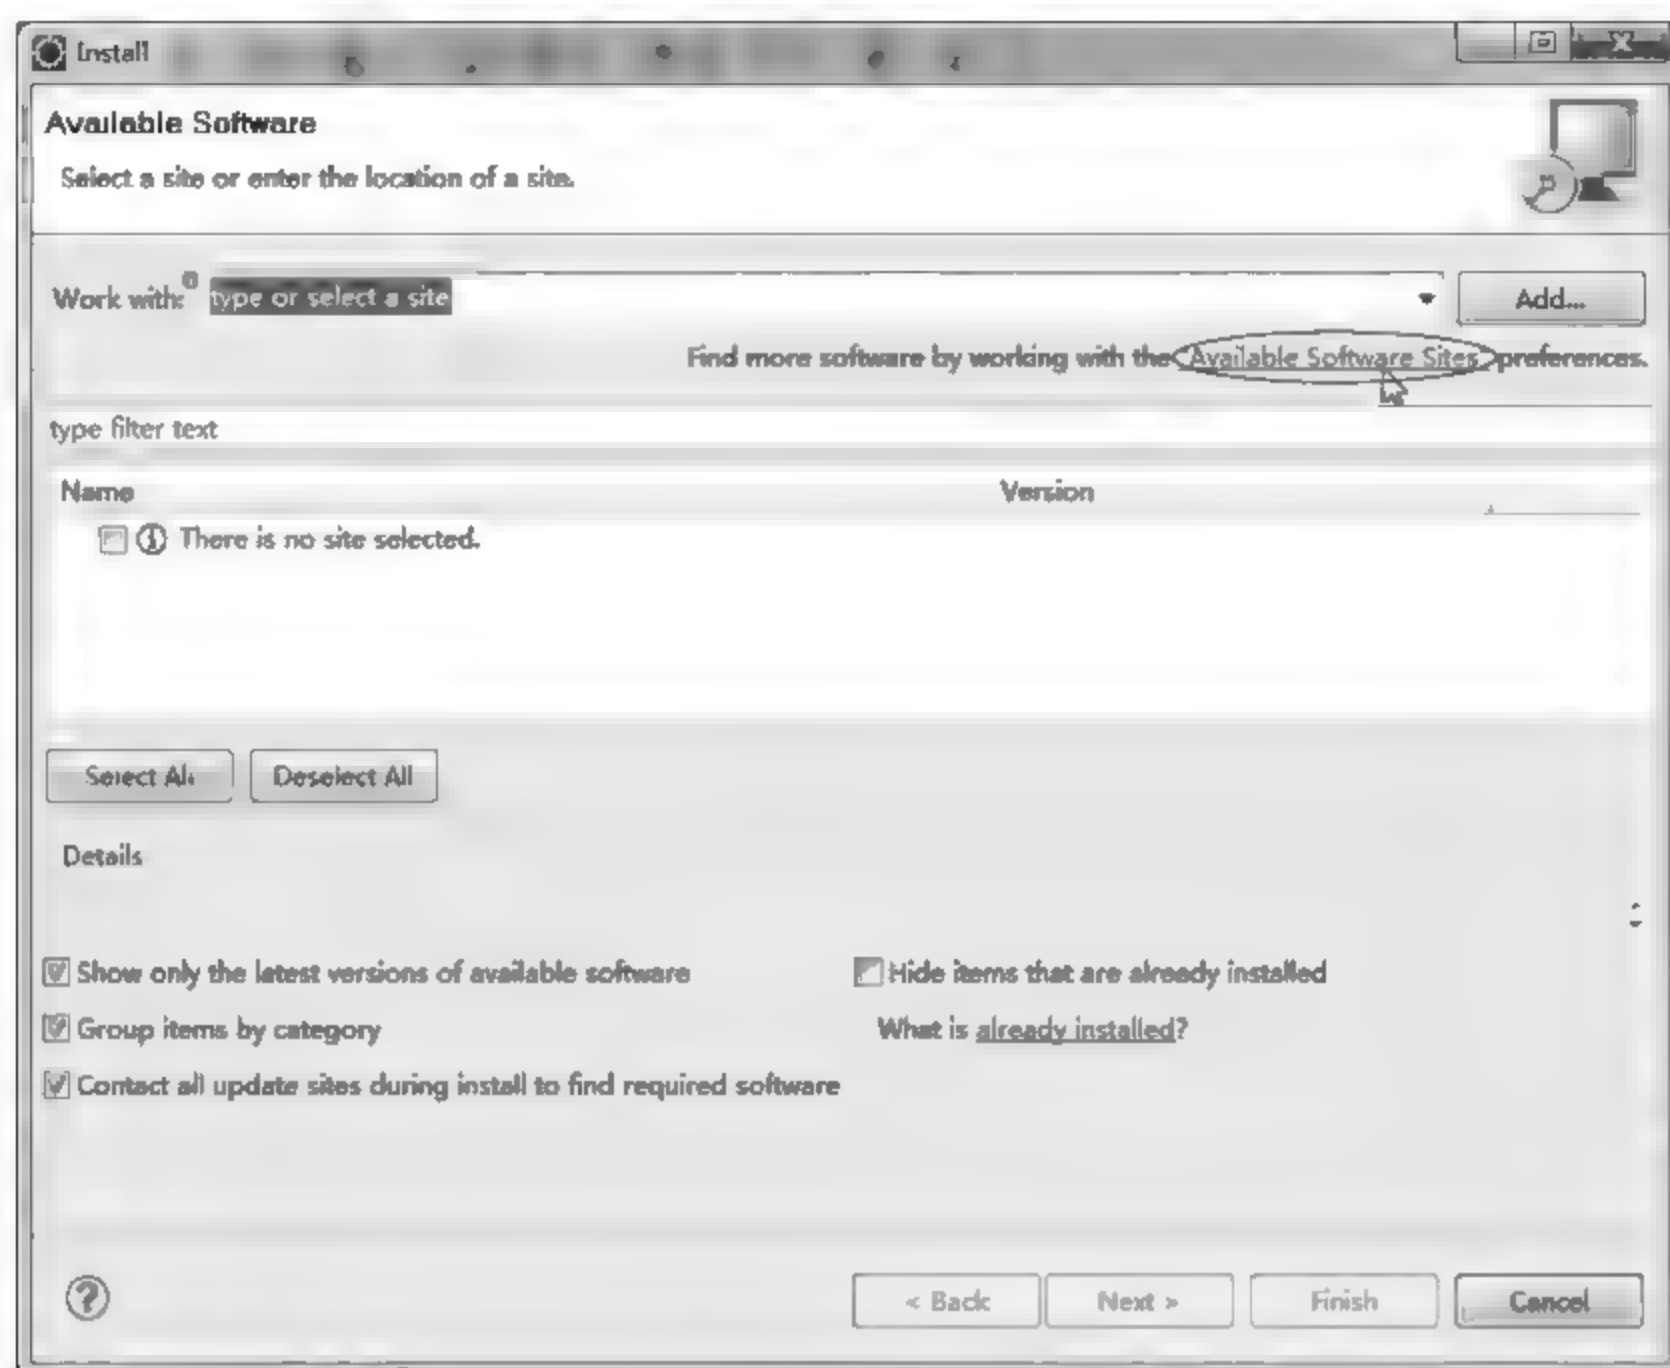 Install
Available Software
Select a site or enter the location of a site.
Work with: type or select a site Add...
Find more software by working with the Available Software Sites preferences.
type filter text
Name Version
There is no site selected.
Select All Deselect All
Details
Show only the latest versions of available software Hide items that are already installed
Group items by category What is already installed?
Contact all update sites during install to find required software
< Back Next > Finish Cancel